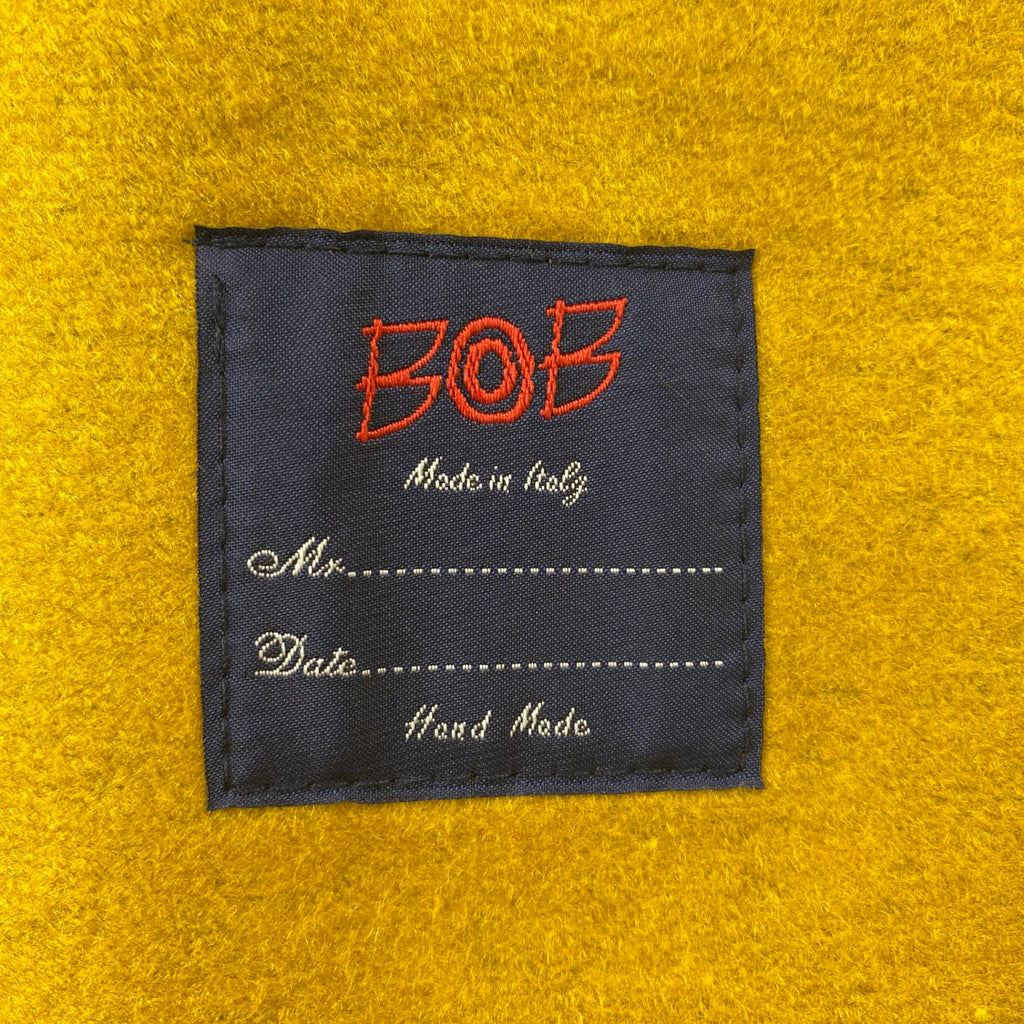 BOB
Made in Italy
Mr.......................................
Date.......................................
Hand Made